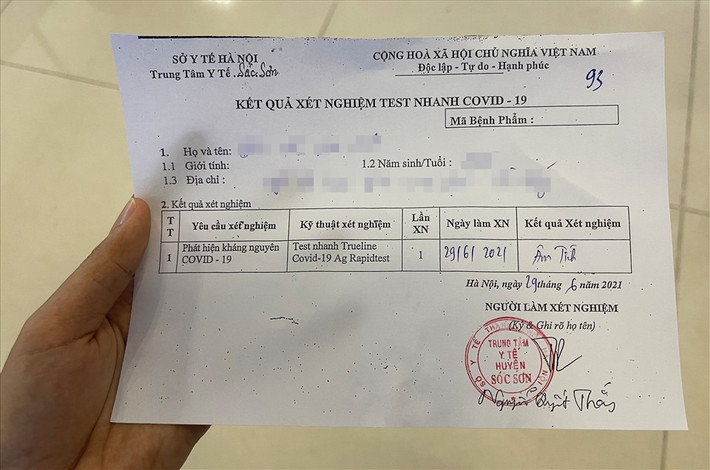 SỞ Y TẾ HÀ NỘI
Trung Tâm Y Tế Sóc Sơn
CỘNG HOÀ XÃ HỘI CHỦ NGHĨA VIỆT NAM
Độc lập - Tự do - Hạnh phúc
93
KẾT QUẢ XÉT NGHIỆM TEST NHANH COVID - 19
Mã Bệnh Phẩm :
1. Họ và tên:
1.1 Giới tính:
1.2 Năm sinh/Tuổi :
1.3 Địa chỉ :
2. Kết quả xét nghiệm
TT Yêu cầu xét nghiệm Kỹ thuật xét nghiệm Lần XN Ngày làm XN Kết quả Xét nghiệm
1 Phát hiện kháng nguyên COVID - 19 Test nhanh Trueline Covid-19 Ag Rapidtest 1 29/6/2021 Âm Tính
Hà Nội, ngày 29 tháng 6 năm 2021
NGƯỜI LÀM XÉT NGHIỆM
(Ký & Ghi rõ họ tên)
TRUNG TÂM
Y TẾ
HUYỆN
SÓC SƠN
Nguyễn Thắng